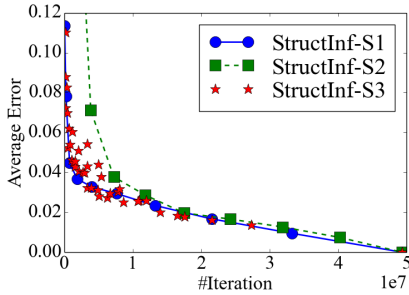 0.12
0.10
0.08
0.06
0.04
0.02
0.00
Average Error
StructInf-S1
StructInf-S2
StructInf-S3
0 1 2 3 4 5
1e7
#Iteration